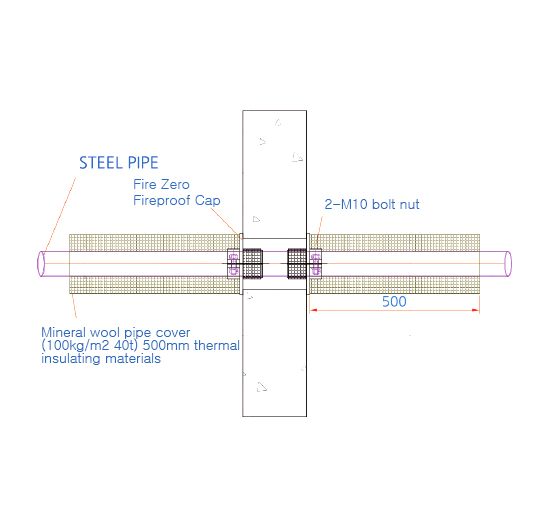 STEEL PIPE
Fire Zero
Fireproof Cap
2-M10 bolt nut
500
Mineral wool pipe cover
(100kg/m2 40t) 500mm thermal
insulating materials